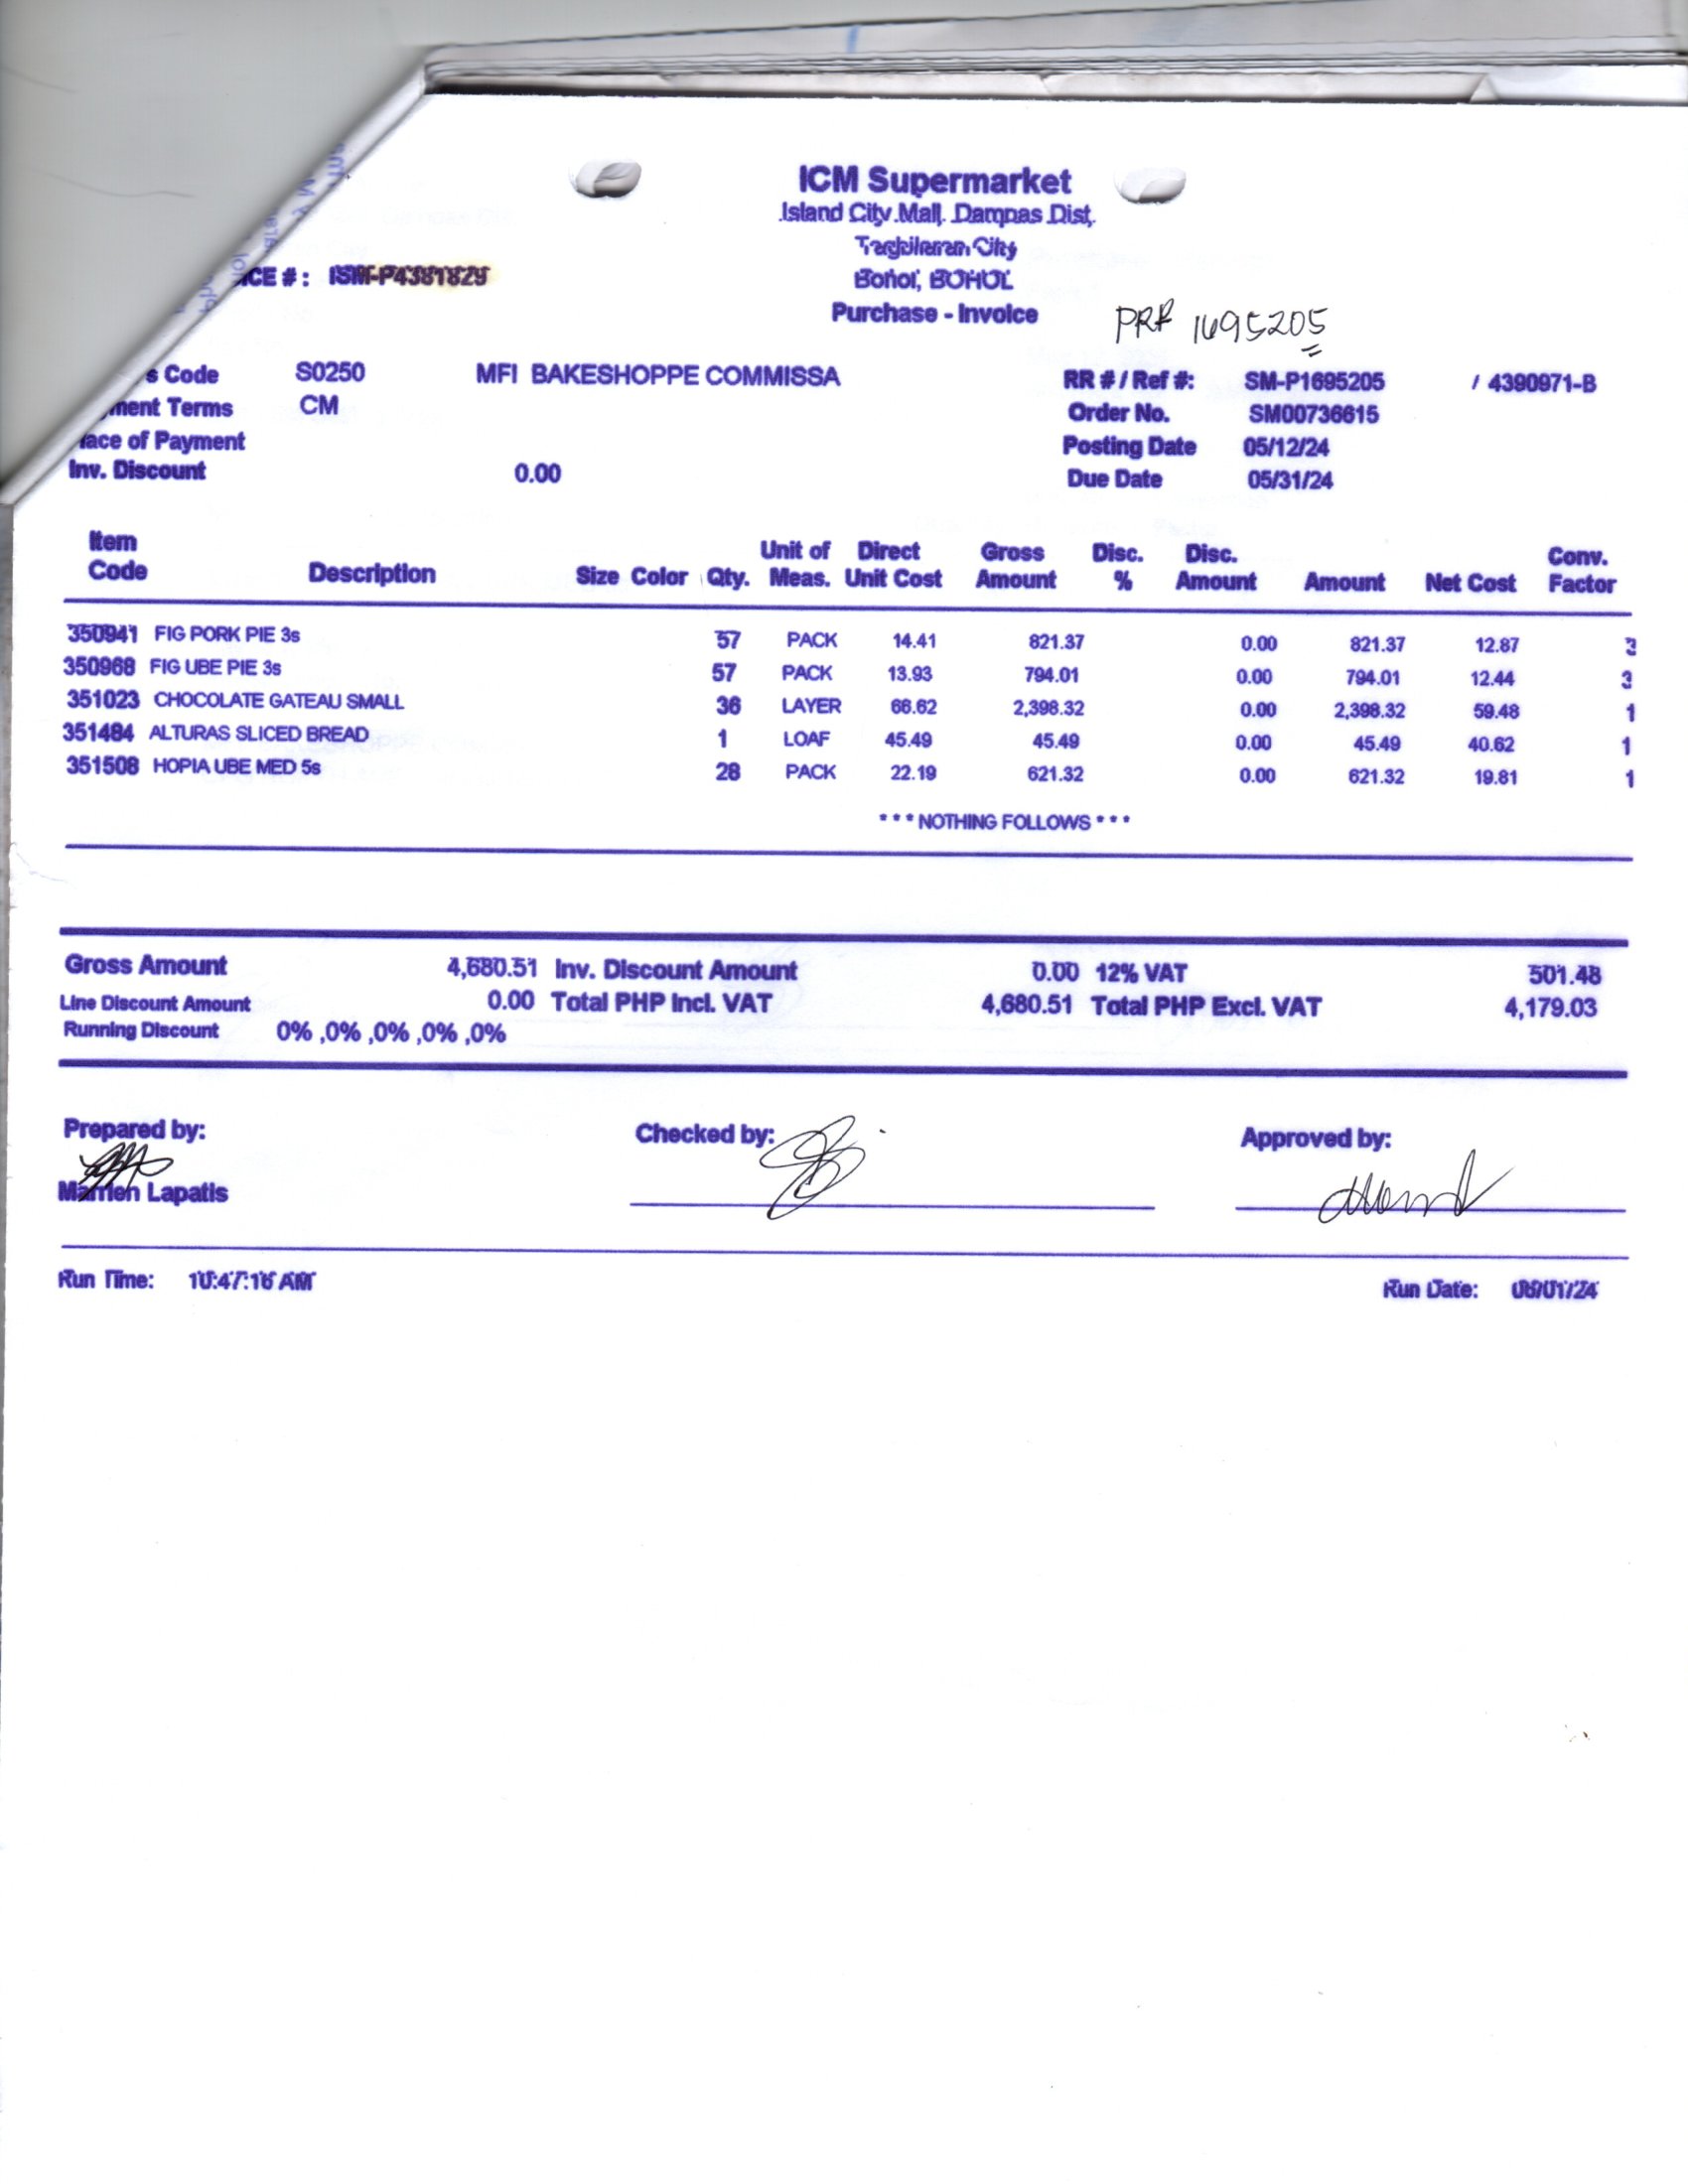 ICM Supermarket
Island City Mall, Dampas Dist.
Tagbilaran City
Bohol, BOHOL
CE # : ISM-P4381829
Purchase - Invoice
PR# 1695205
s Code S0250 MFI BAKESHOPPE COMMISSA RR # / Ref #: SM-P1695205 / 4390971-B
ment Terms CM Order No. SM00736615
lace of Payment Posting Date 05/12/24
Inv. Discount 0.00 Due Date 05/31/24
Item Code Description Size Color Qty. Unit of Meas. Direct Unit Cost Gross Amount Disc. % Disc. Amount Amount Net Cost Conv. Factor
350941 FIG PORK PIE 3s 57 PACK 14.41 821.37 0.00 821.37 12.87 3
350968 FIG UBE PIE 3s 57 PACK 13.93 794.01 0.00 794.01 12.44 3
351023 CHOCOLATE GATEAU SMALL 36 LAYER 66.62 2,398.32 0.00 2,398.32 59.48 1
351484 ALTURAS SLICED BREAD 1 LOAF 45.49 45.49 0.00 45.49 40.62 1
351508 HOPIA UBE MED 5s 28 PACK 22.19 621.32 0.00 621.32 19.81 1
* * * NOTHING FOLLOWS * * *
Gross Amount 4,680.51 Inv. Discount Amount 0.00 12% VAT 501.48
Line Discount Amount 0.00 Total PHP Incl. VAT 4,680.51 Total PHP Excl. VAT 4,179.03
Running Discount 0% ,0% ,0% ,0% ,0%
Prepared by: Checked by: Approved by:
Lapatis
Run Time: 10:47:16 AM Run Date: 06/01/24